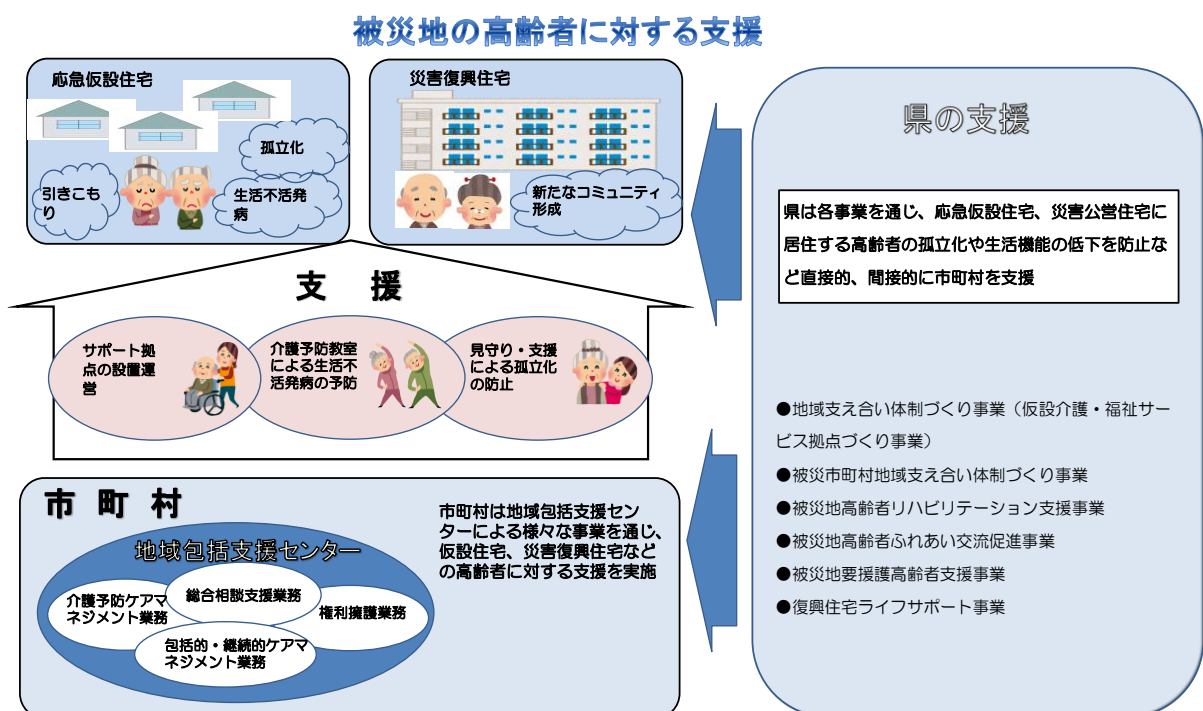 被災地の高齢者に対する支援
応急仮設住宅
孤立化
引きこも
り
生活不活発
病
災害復興住宅
新たなコミュニティ
形成
支　援
サポート拠
点の設置運
営
介護予防教室
による生活不
活発病の予防
見守り・支援
による孤立化
の防止
市 町 村
地域包括支援センター
介護予防ケアマ
ネジメント業務
総合相談支援業務
権利擁護業務
包括的・継続的ケアマ
ネジメント業務
市町村は地域包括支援セン
ターによる様々な事業を通じ、
仮設住宅、災害復興住宅など
の高齢者に対する支援を実施
県の支援
県は各事業を通じ、応急仮設住宅、災害公営住宅に
居住する高齢者の孤立化や生活機能の低下を防止な
ど直接的、間接的に市町村を支援
●地域支え合い体制づくり事業（仮設介護・福祉サー
ビス拠点づくり事業）
●被災市町村地域支え合い体制づくり事業
●被災地高齢者リハビリテーション支援事業
●被災地高齢者ふれあい交流促進事業
●被災地要援護高齢者支援事業
●復興住宅ライフサポート事業